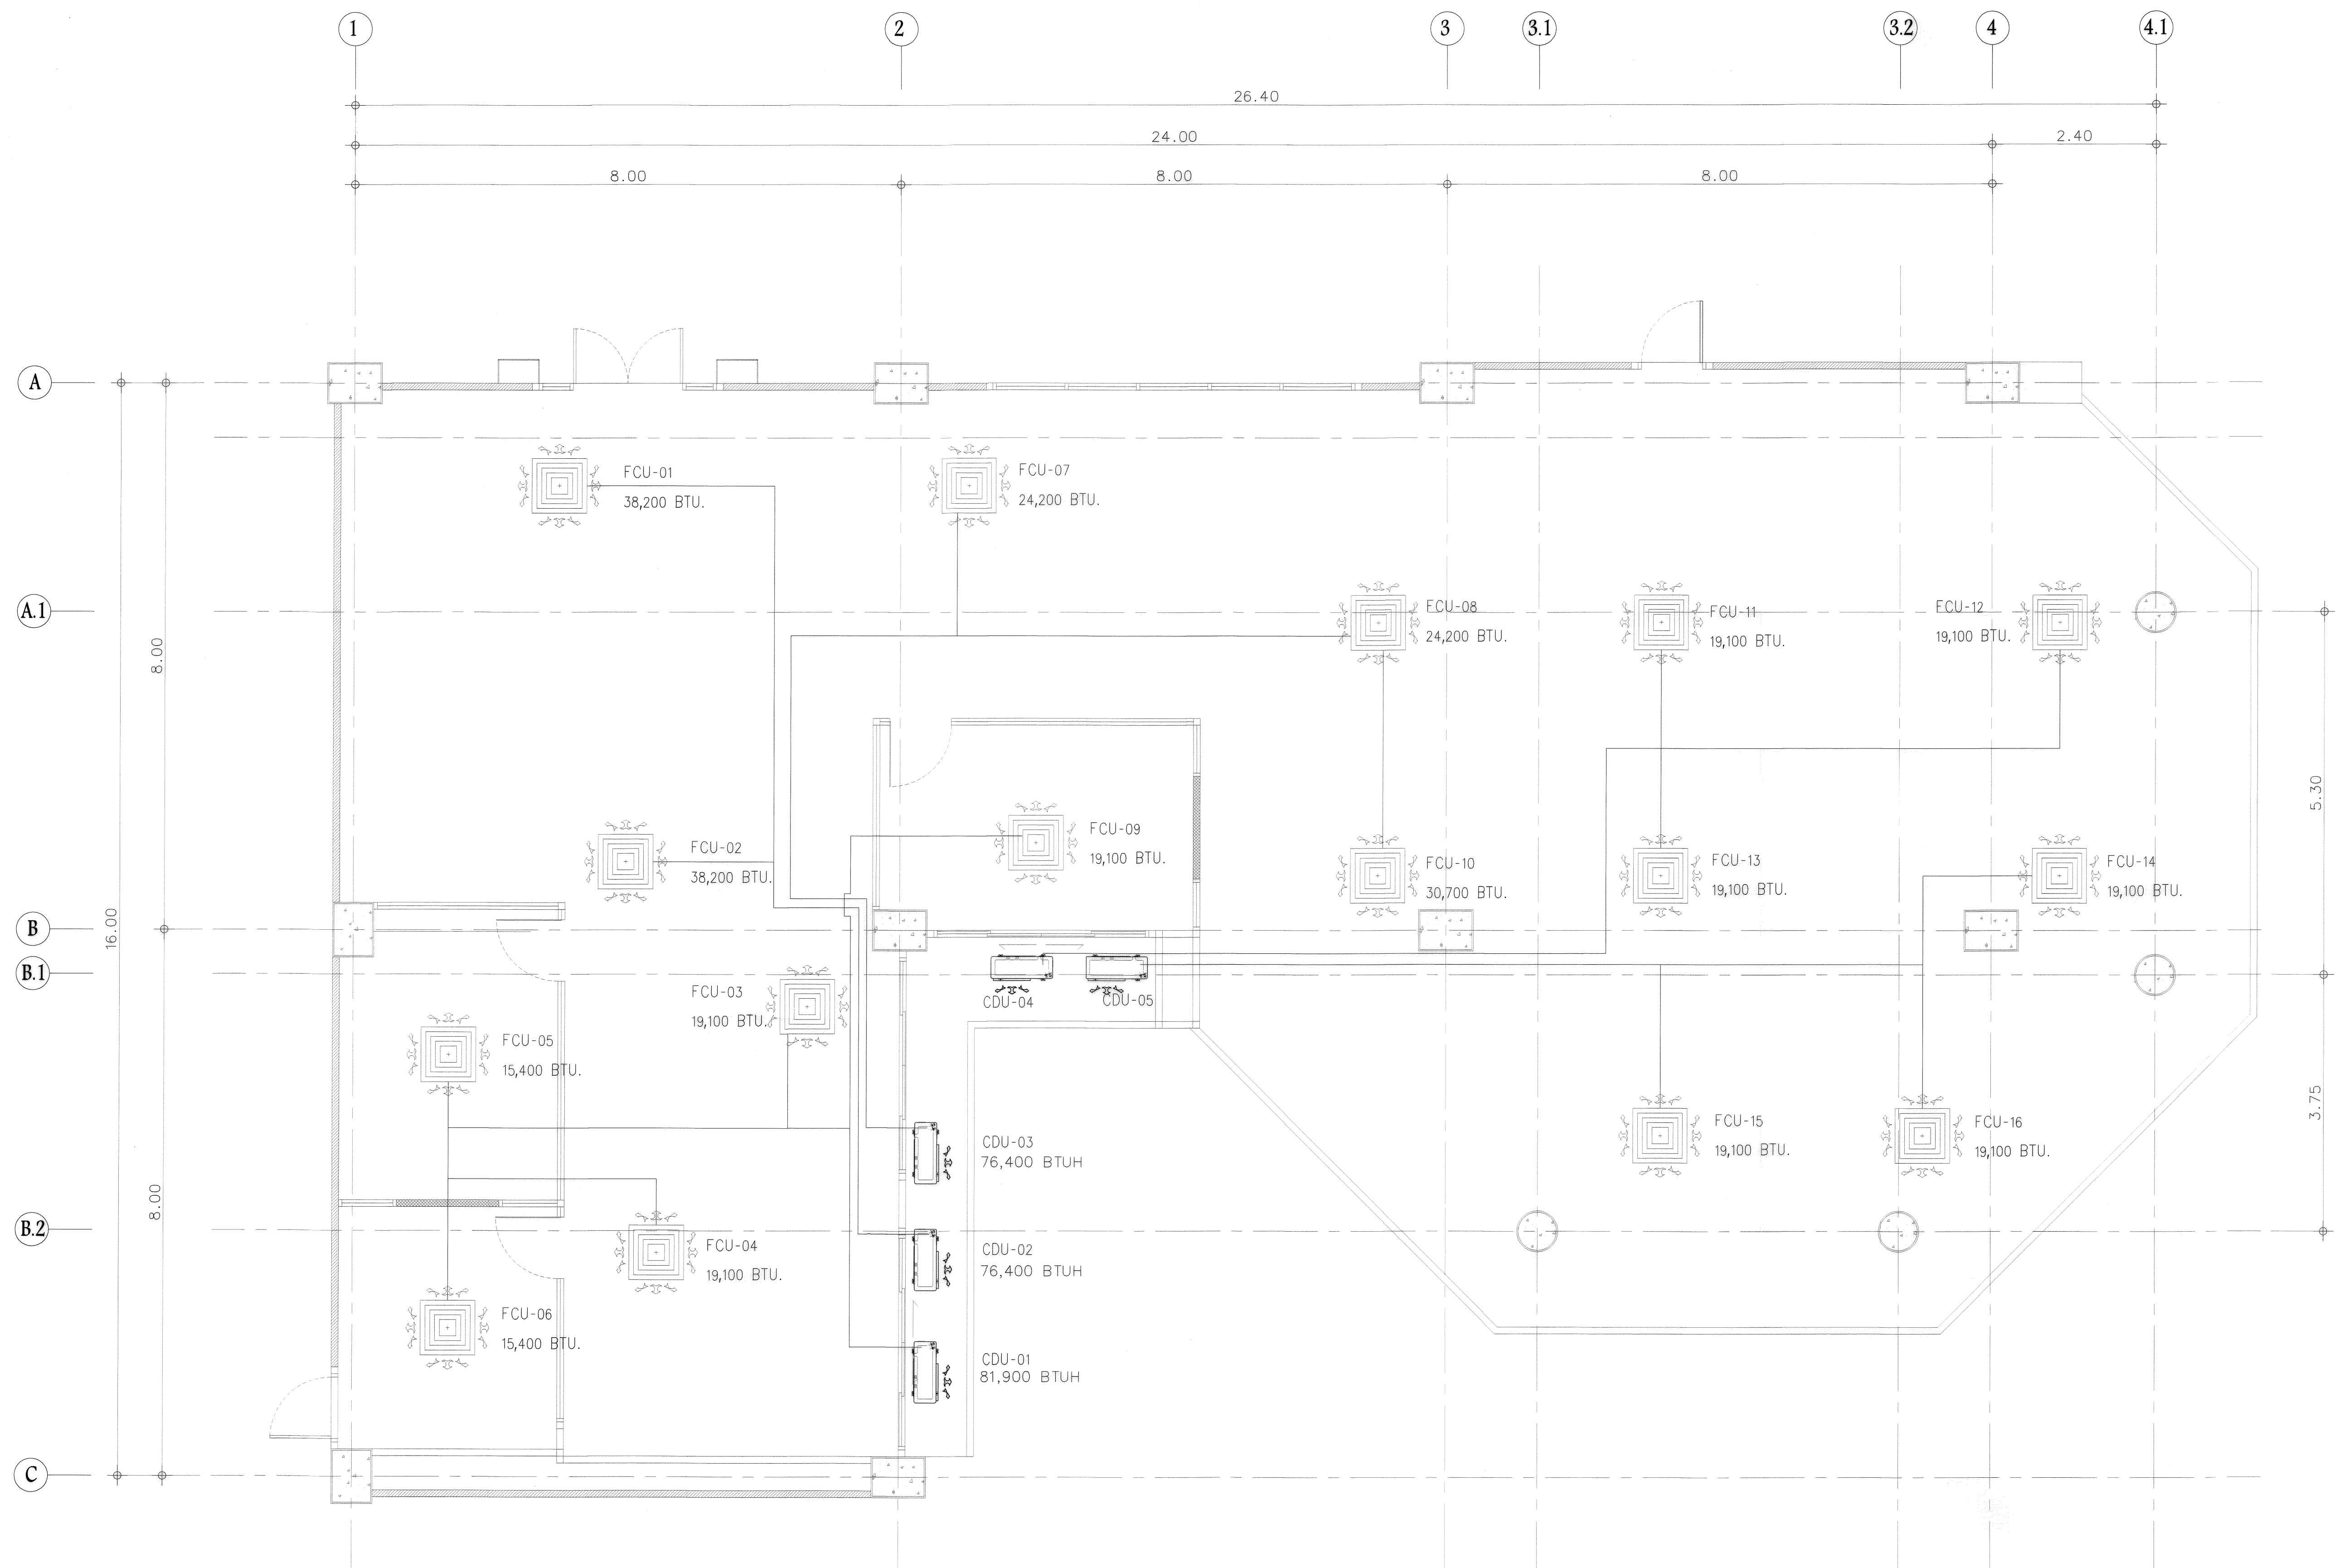 1
2
3
3.1
3.2
4
4.1
26.40
24.00
2.40
8.00
8.00
8.00
A
A.1
B
B.1
B.2
C
16.00
8.00
8.00
5.30
3.75
FCU-01
38,200 BTU.
FCU-07
24,200 BTU.
FCU-08
24,200 BTU.
FCU-11
19,100 BTU.
FCU-12
19,100 BTU.
FCU-02
38,200 BTU.
FCU-09
19,100 BTU.
FCU-10
30,700 BTU.
FCU-13
19,100 BTU.
FCU-14
19,100 BTU.
FCU-03
19,100 BTU.
CDU-04
CDU-05
FCU-05
15,400 BTU.
CDU-03
76,400 BTUH
FCU-15
19,100 BTU.
FCU-16
19,100 BTU.
FCU-04
19,100 BTU.
CDU-02
76,400 BTUH
FCU-06
15,400 BTU.
CDU-01
81,900 BTUH